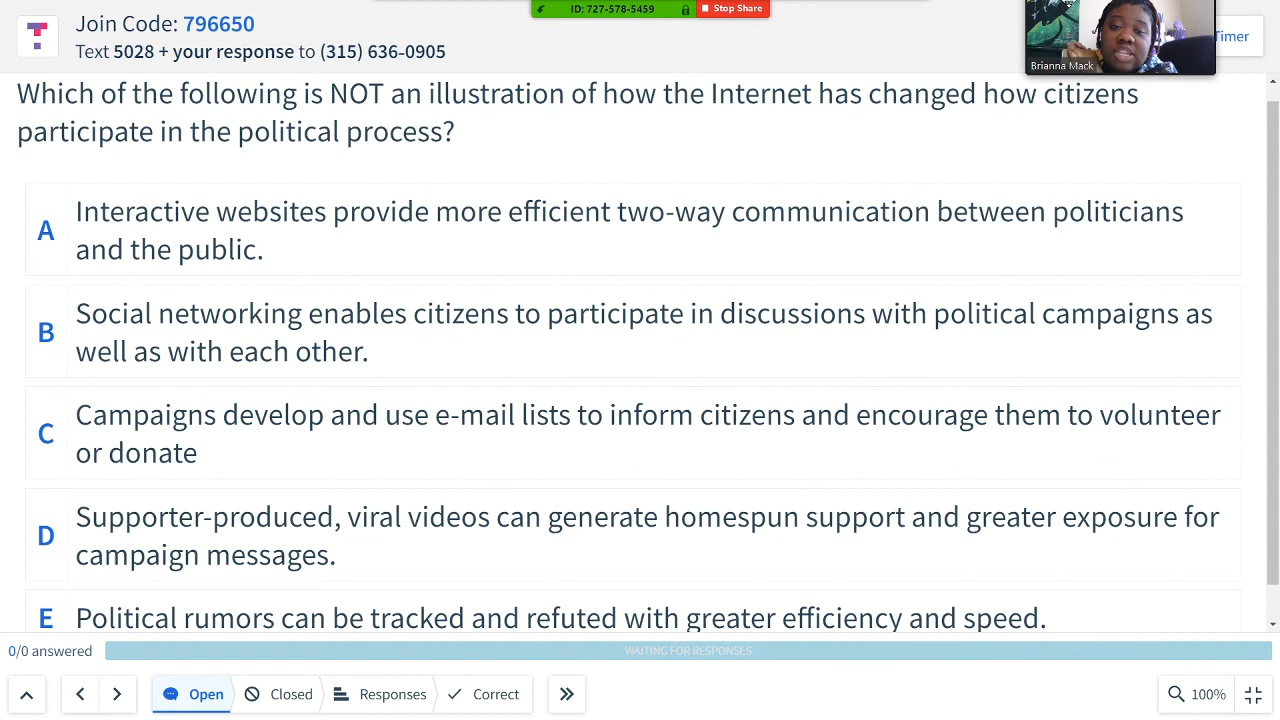 Join Code: 796650
Text 5028 + your response to (315) 636-0905
ID: 727-578-5459
Stop Share
Timer
Brianna Mack
Which of the following is NOT an illustration of how the Internet has changed how citizens
participate in the political process?
A
Interactive websites provide more efficient two-way communication between politicians
and the public.
B
Social networking enables citizens to participate in discussions with political campaigns as
well as with each other.
C
Campaigns develop and use e-mail lists to inform citizens and encourage them to volunteer
or donate
D
Supporter-produced, viral videos can generate homespun support and greater exposure for
campaign messages.
E
Political rumors can be tracked and refuted with greater efficiency and speed.
0/0 answered
WAITING FOR RESPONSES
Open
Closed
Responses
Correct
100%